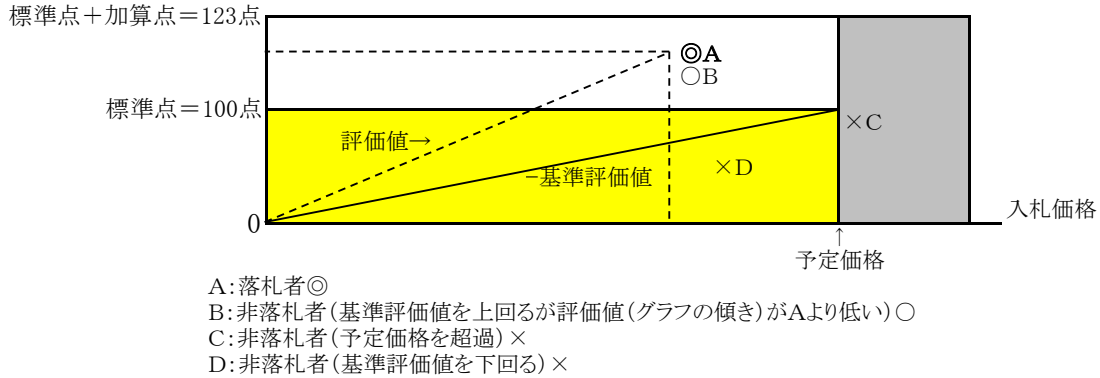 標準点＋加算点＝123点
◎A
○B
標準点＝100点
×C
評価値→
×D
−基準評価値
0
入札価格
↑
予定価格
A：落札者◎
B：非落札者（基準評価値を上回るが評価値（グラフの傾き）がAより低い）○
C：非落札者（予定価格を超過）×
D：非落札者（基準評価値を下回る）×